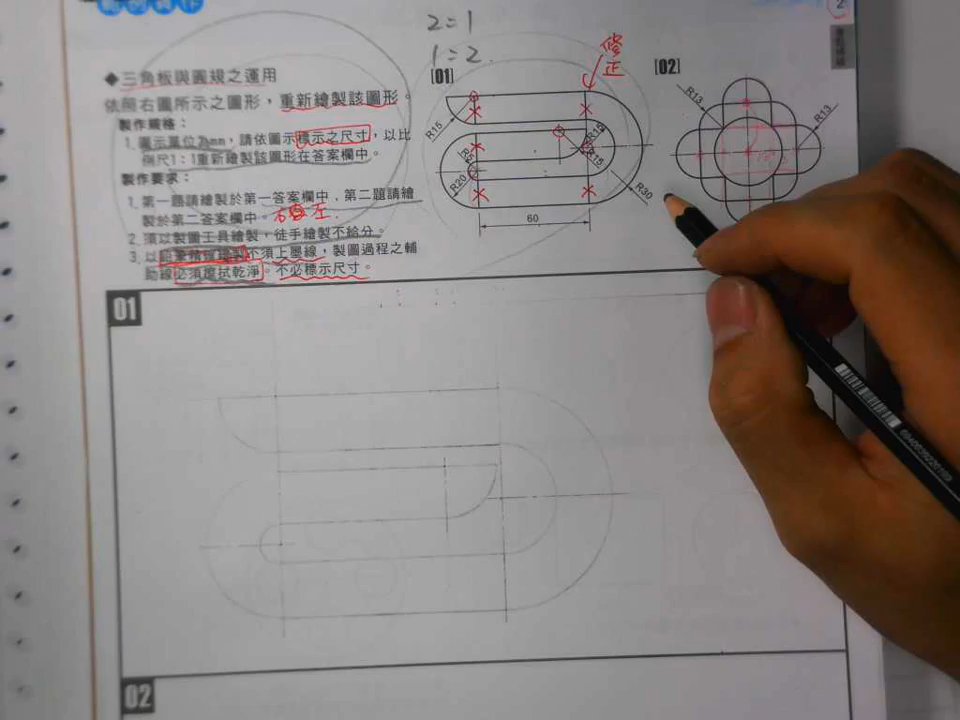 2=1
1=2
2
◆三角板與圓規之運用
依照右圖所示之圖形，重新繪製該圖形。
製作規格：
1. 圖示單位為mm，請依圖示標示之尺寸，以比
例尺1：1重新繪製該圖形在答案欄中。
製作要求：
1. 第一題請繪製於第一答案欄中，第二題請繪
製於第二答案欄中。
2. 須以製圖工具繪製，徒手繪製不給分。
3. 以鉛筆精確繪製不須上墨線，製圖過程之輔
助線必須擦拭乾淨。不必標示尺寸。
[01]
修正
R15
R15
R15
R5
R20
R30
60
[02]
R13
R13
01
02